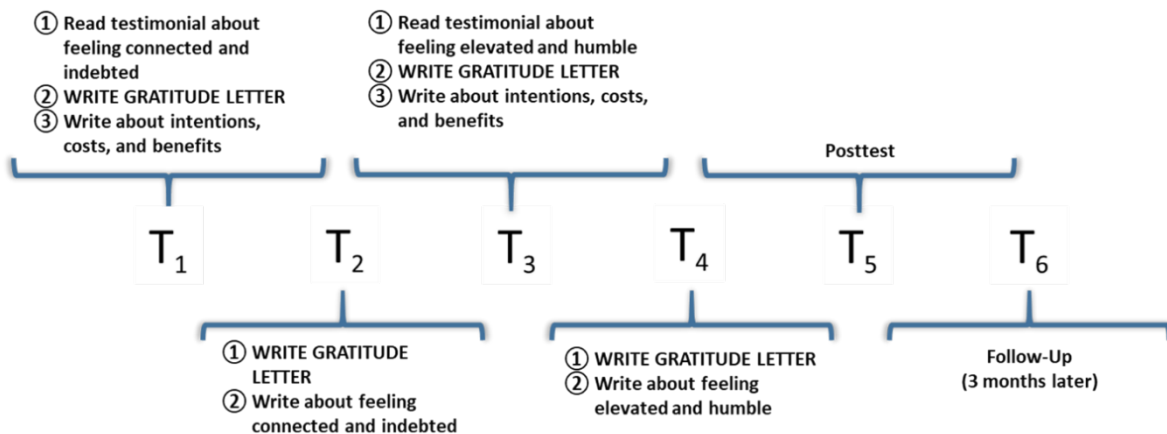 ① Read testimonial about
feeling connected and
indebted
② WRITE GRATITUDE LETTER
③ Write about intentions,
costs, and benefits
① Read testimonial about
feeling elevated and humble
② WRITE GRATITUDE LETTER
③ Write about intentions, costs,
and benefits
Posttest
T1
T2
T3
T4
T5
T6
① WRITE GRATITUDE
LETTER
② Write about feeling
connected and indebted
① WRITE GRATITUDE LETTER
② Write about feeling
elevated and humble
Follow-Up
(3 months later)